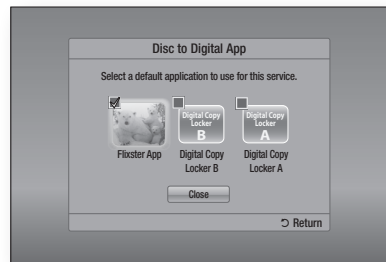 Disc to Digital App
Select a default application to use for this service.
Digital Copy
Locker
B
Digital Copy
Locker
A
Flixster App
Digital Copy
Locker B
Digital Copy
Locker A
Close
Return